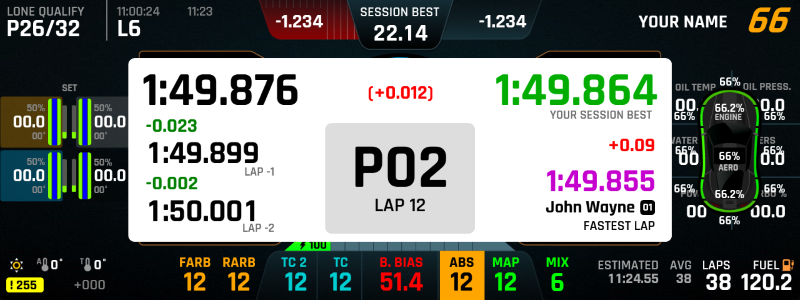 LONE QUALIFY
P26/32
11:00:24
11:23
L6
-1.234
SESSION BEST
22.14
-1.234
YOUR NAME
66
1:49.876
(+0.012)
1:49.864
YOUR SESSION BEST
-0.023
1:49.899
LAP -1
-0.002
1:50.001
LAP -2
P02
LAP 12
+0.09
1:49.855
John Wayne 01
FASTEST LAP
SET
50%
50%
00.0
00.0
00°
00°
50%
50%
00.0
00.0
00°
00°
OIL TEMP
66%
OIL PRESS.
66.2%
ENGINE
66%
66%
66%
66%
66%
AERO
66%
66%
66.2%
66%
100
255
A 0°
T 0°
+000
FARB
12
RARB
12
TC 2
12
TC
12
B. BIAS
51.4
ABS
12
MAP
12
MIX
6
ESTIMATED
11:24.55
AVG
38
LAPS
38
FUEL
120.2